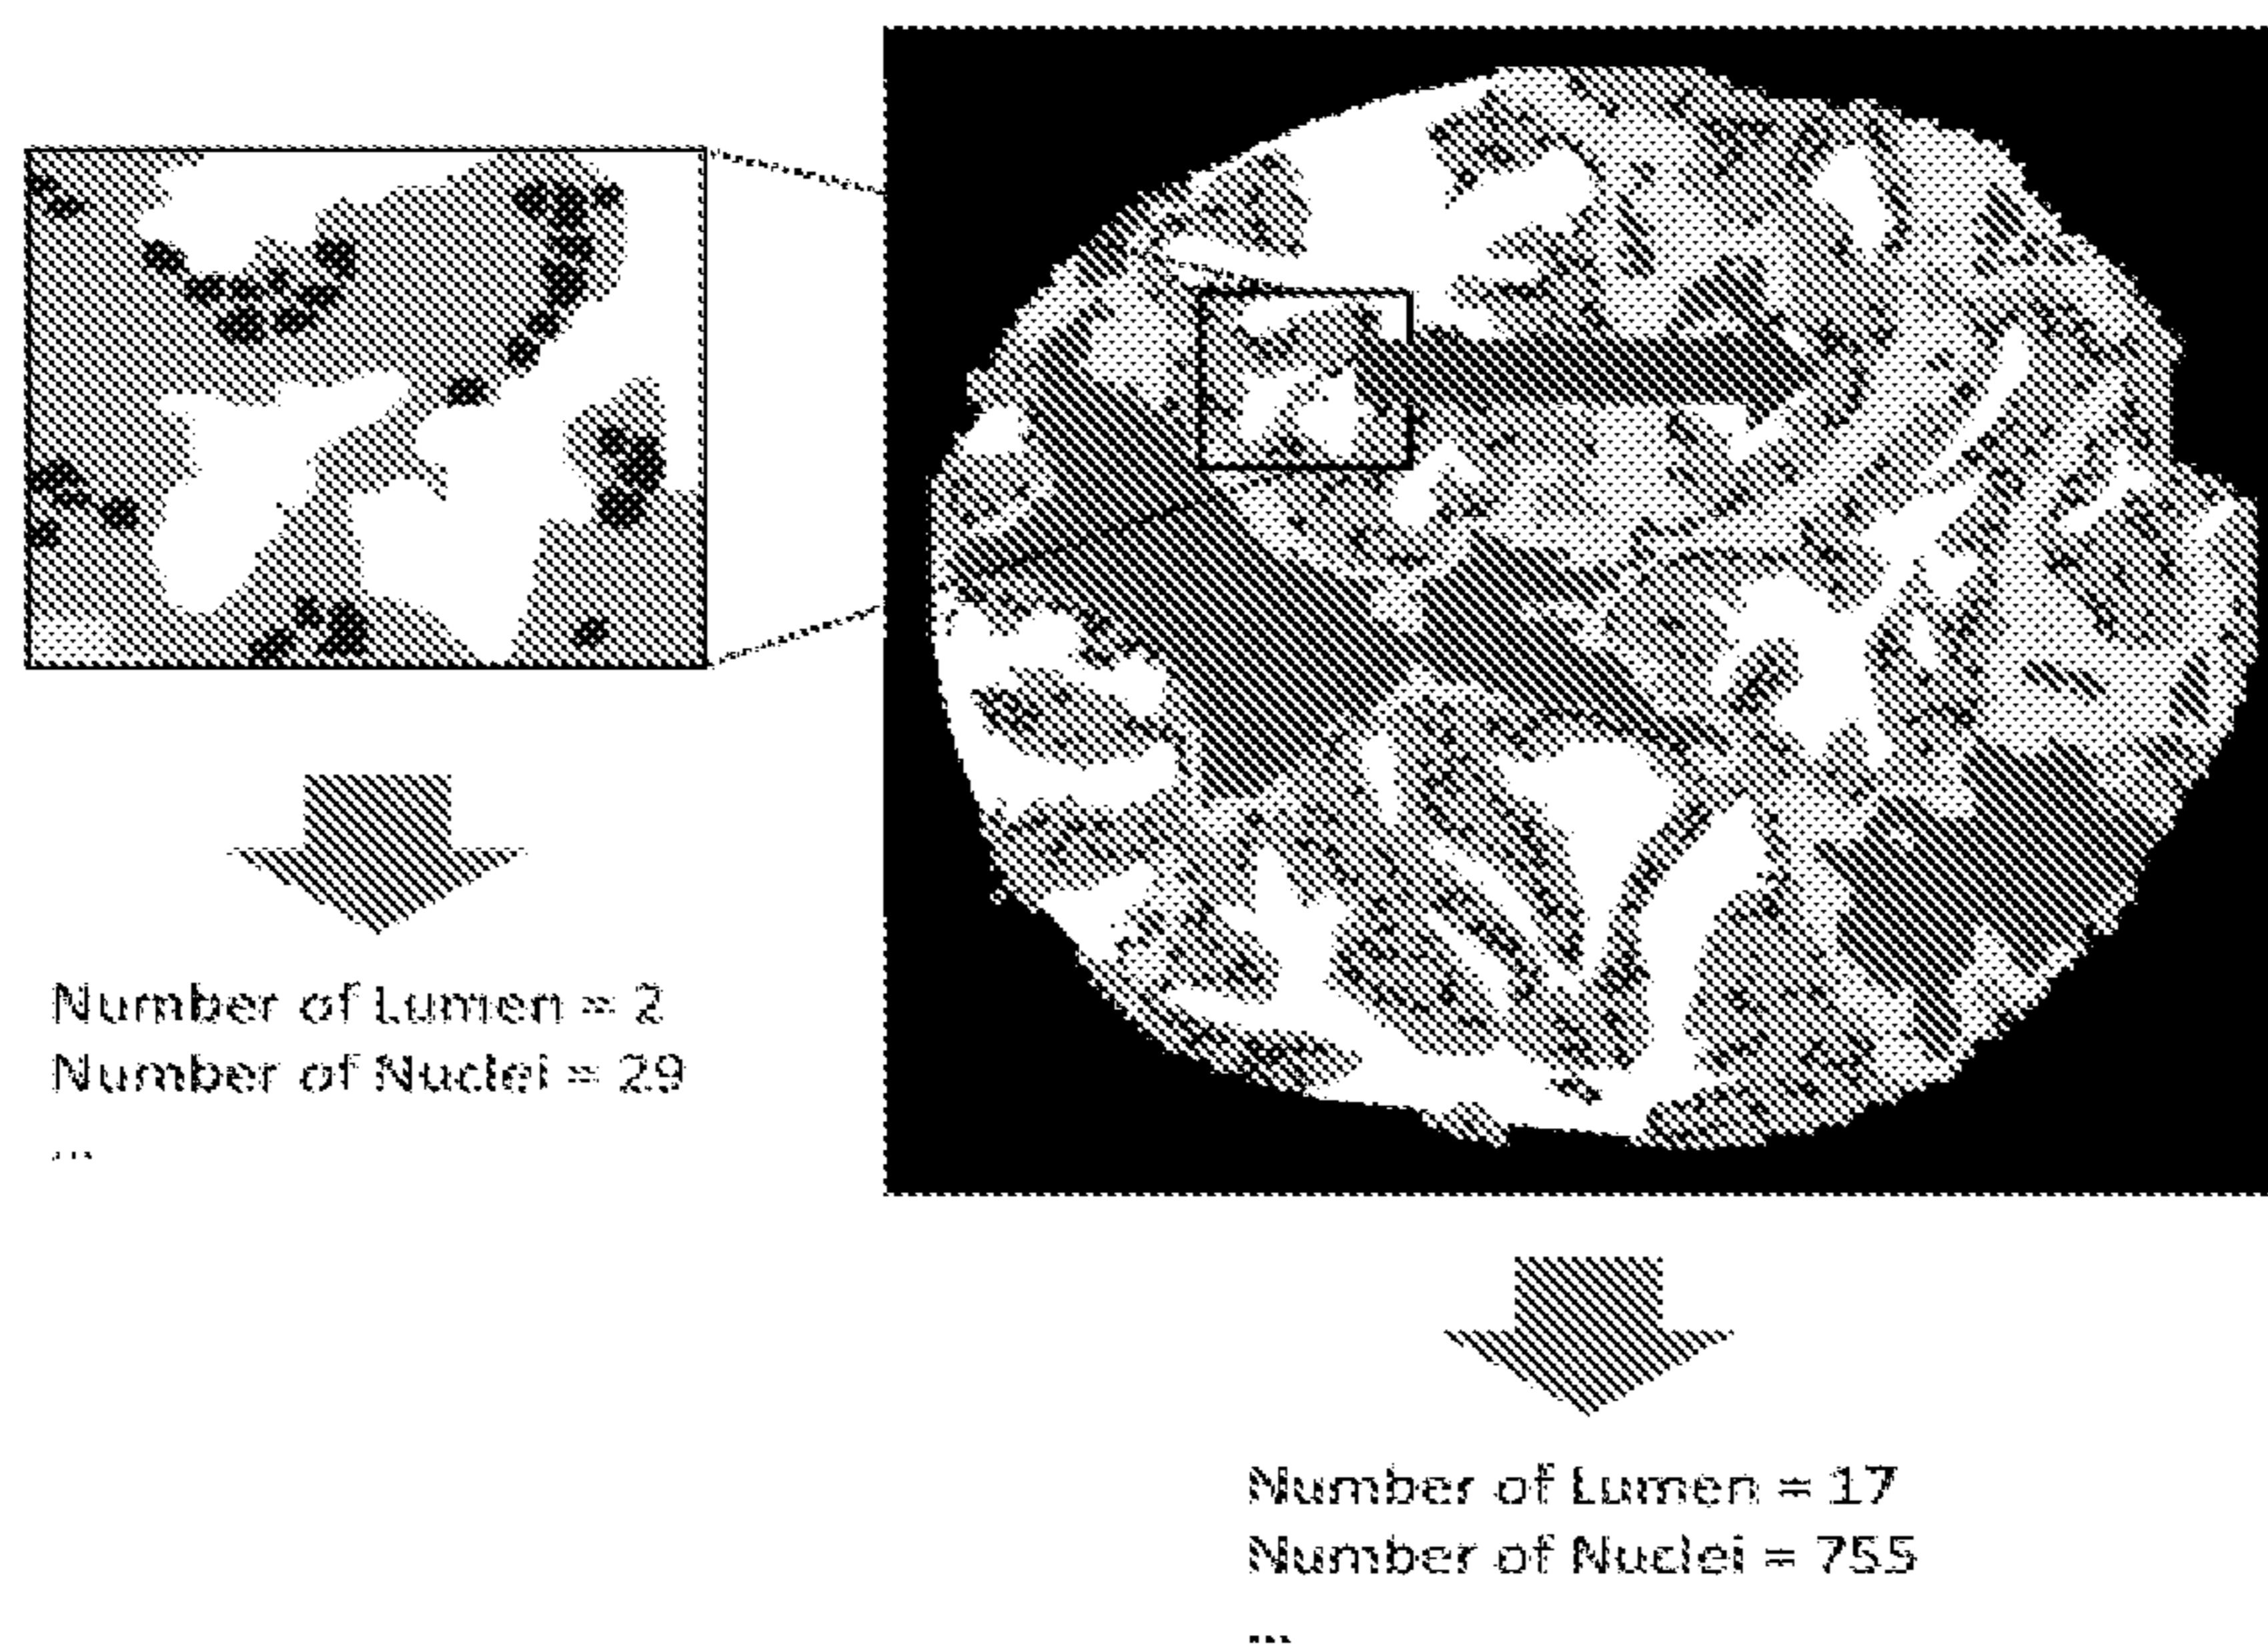 Number of Lumen = 2
Number of Nuclei = 29
...
Number of Lumen = 17
Number of Nuclei = 755
...